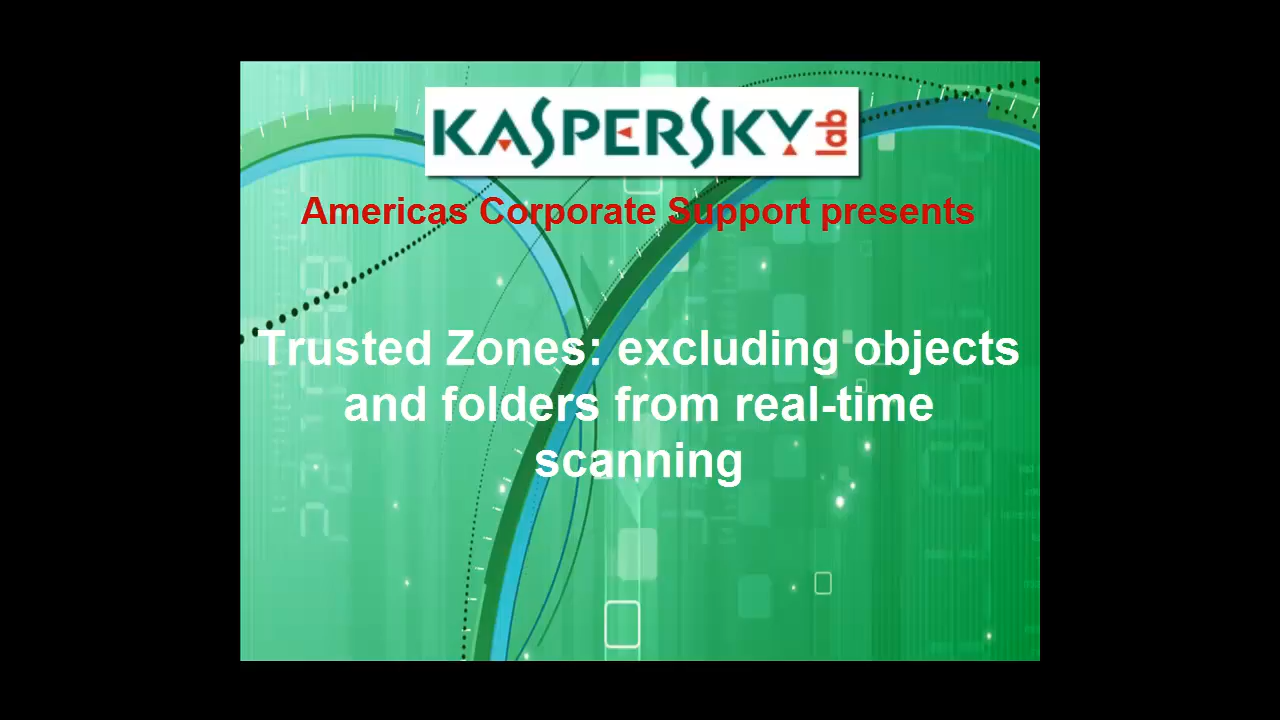 KASPERSKY lab
Americas Corporate Support presents
Trusted Zones: excluding objects
and folders from real-time
scanning